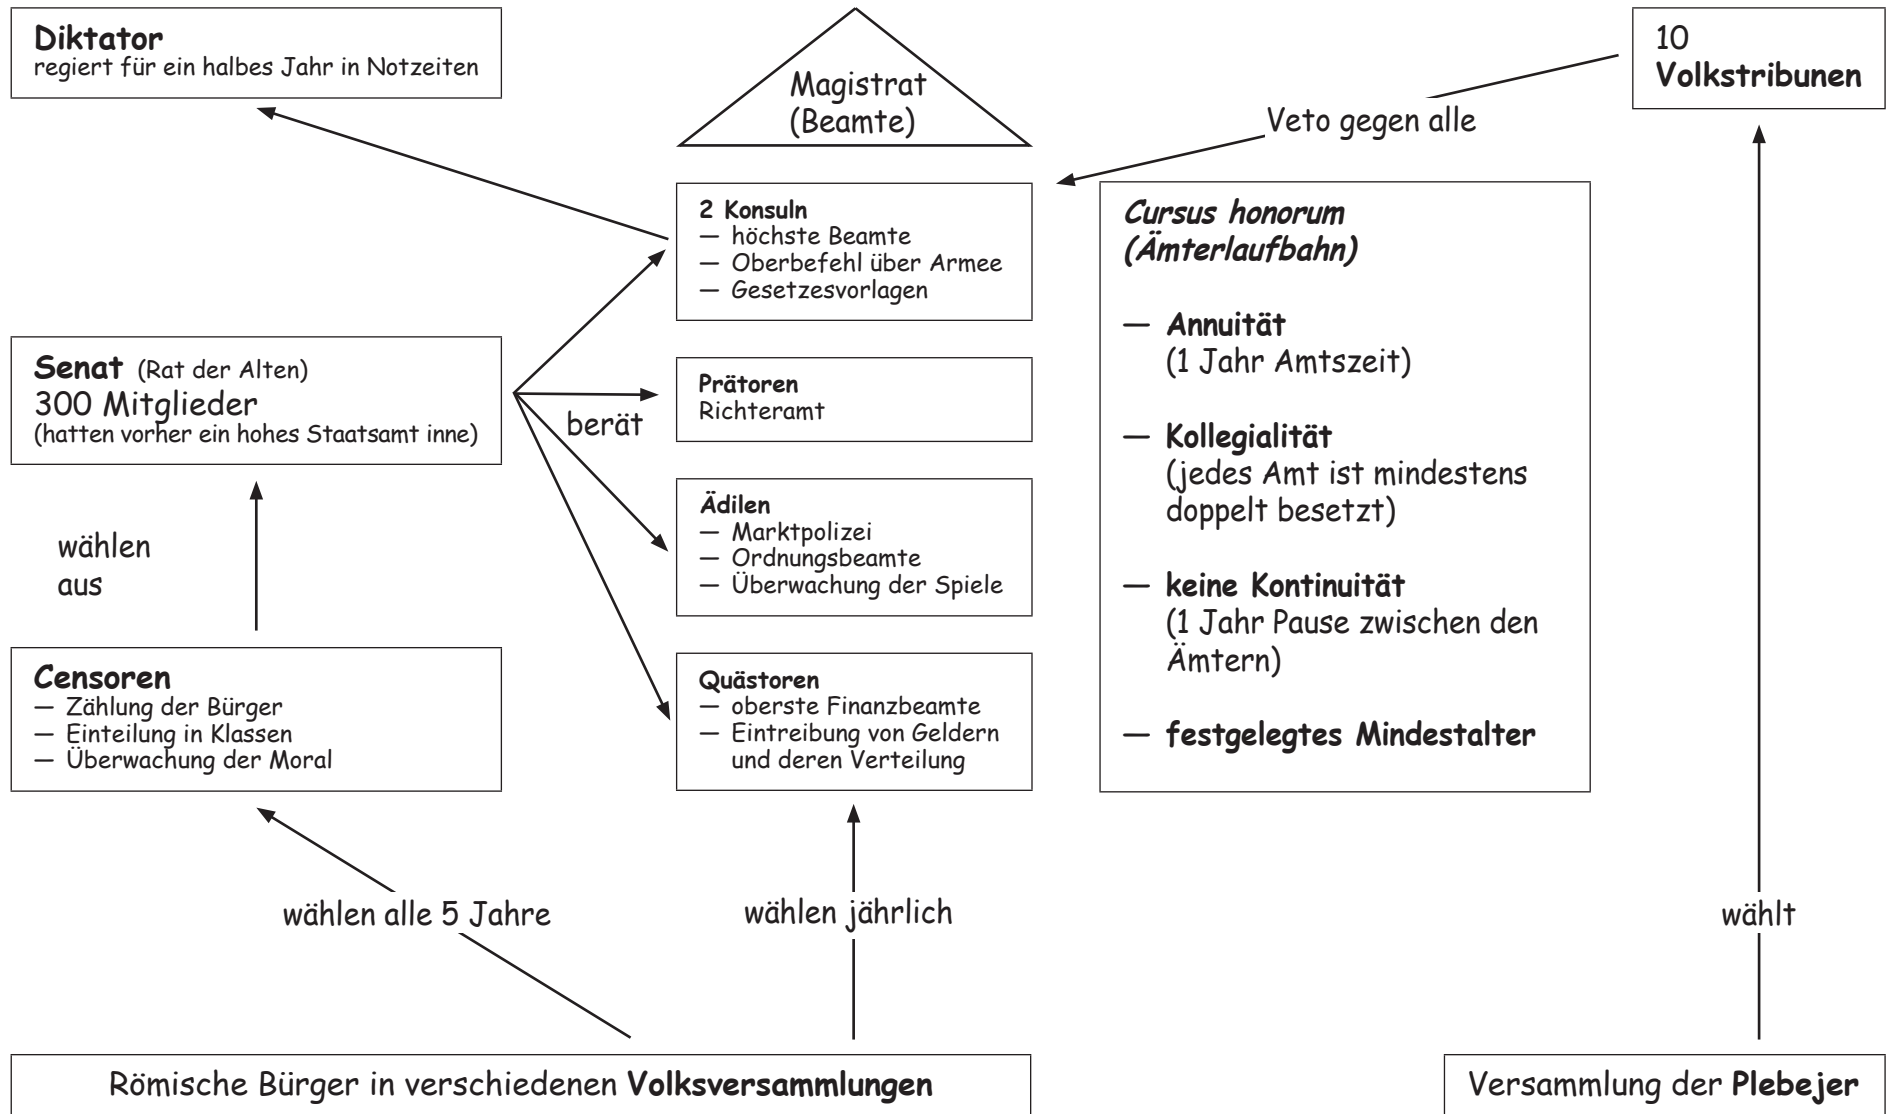 Diktator
regiert für ein halbes Jahr in Notzeiten
Magistrat
(Beamte)
10
Volkstribunen
Veto gegen alle
2 Konsuln
— höchste Beamte
— Oberbefehl über Armee
— Gesetzesvorlagen
Cursus honorum
(Ämterlaufbahn)
— Annuität
(1 Jahr Amtszeit)
— Kollegialität
(jedes Amt ist mindestens
doppelt besetzt)
— keine Kontinuität
(1 Jahr Pause zwischen den
Ämtern)
— festgelegtes Mindestalter
Senat (Rat der Alten)
300 Mitglieder
(hatten vorher ein hohes Staatsamt inne)
berät
Prätoren
Richteramt
Ädilen
— Marktpolizei
— Ordnungsbeamte
— Überwachung der Spiele
wählen
aus
Censoren
— Zählung der Bürger
— Einteilung in Klassen
— Überwachung der Moral
Quästoren
— oberste Finanzbeamte
— Eintreibung von Geldern
und deren Verteilung
wählen alle 5 Jahre
wählen jährlich
wählt
Römische Bürger in verschiedenen Volksversammlungen
Versammlung der Plebejer